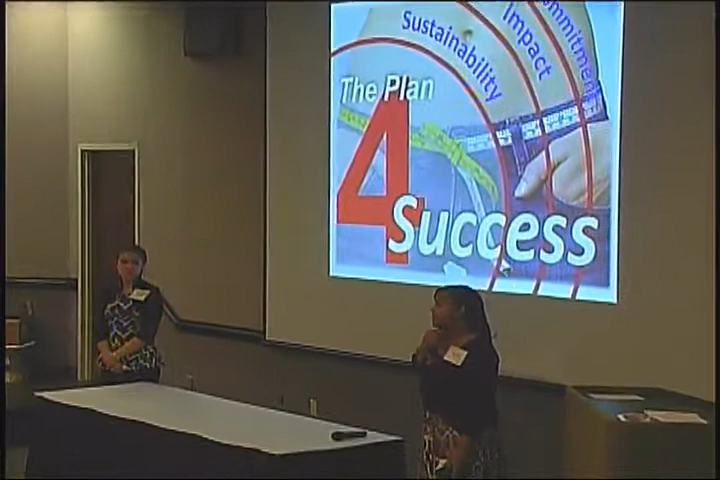 Sustainability
Impact
Commitment
The Plan
4
Success